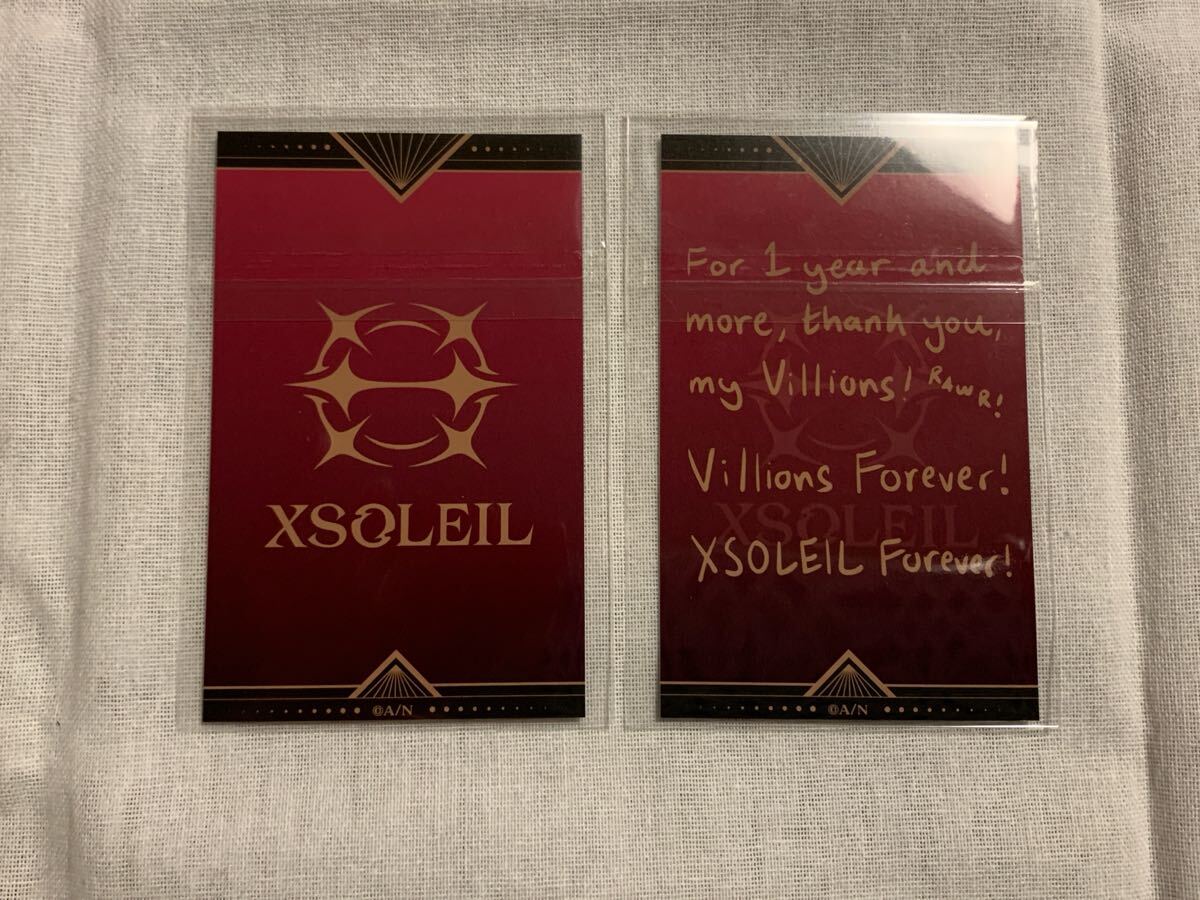 XSOLEIL
©A/N
For 1 year and
more, thank you,
my Villions! RAWR!
Villions Forever!
XSOLEIL
XSOLEIL Forever!
©A/N